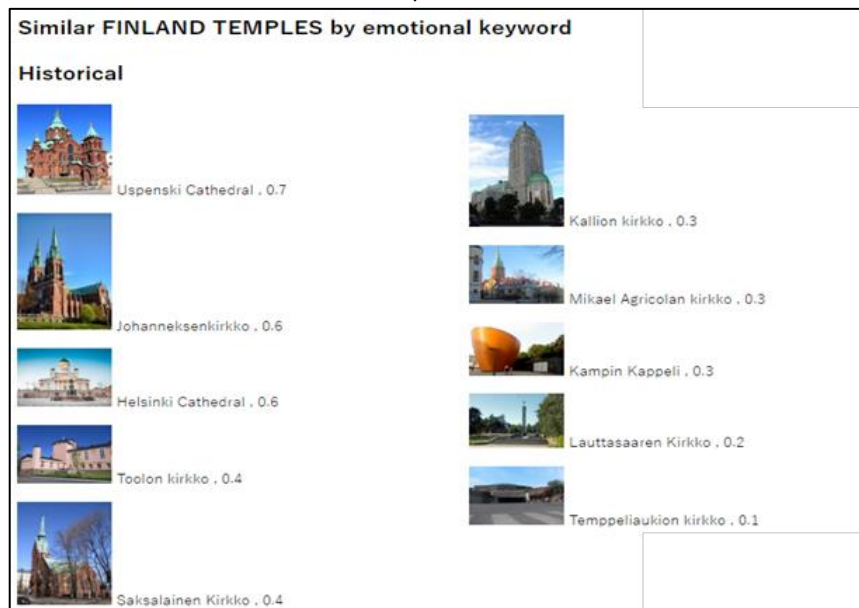 Similar FINLAND TEMPLES by emotional keyword
Historical
Uspenski Cathedral . 0.7
Johanneksenkirkko . 0.6
Helsinki Cathedral . 0.6
Toolon kirkko . 0.4
Saksalainen Kirkko . 0.4
Kallion kirkko . 0.3
Mikael Agricolan kirkko . 0.3
Kampin Kappeli . 0.3
Lauttasaaren Kirkko . 0.2
Temppeliaukion kirkko . 0.1